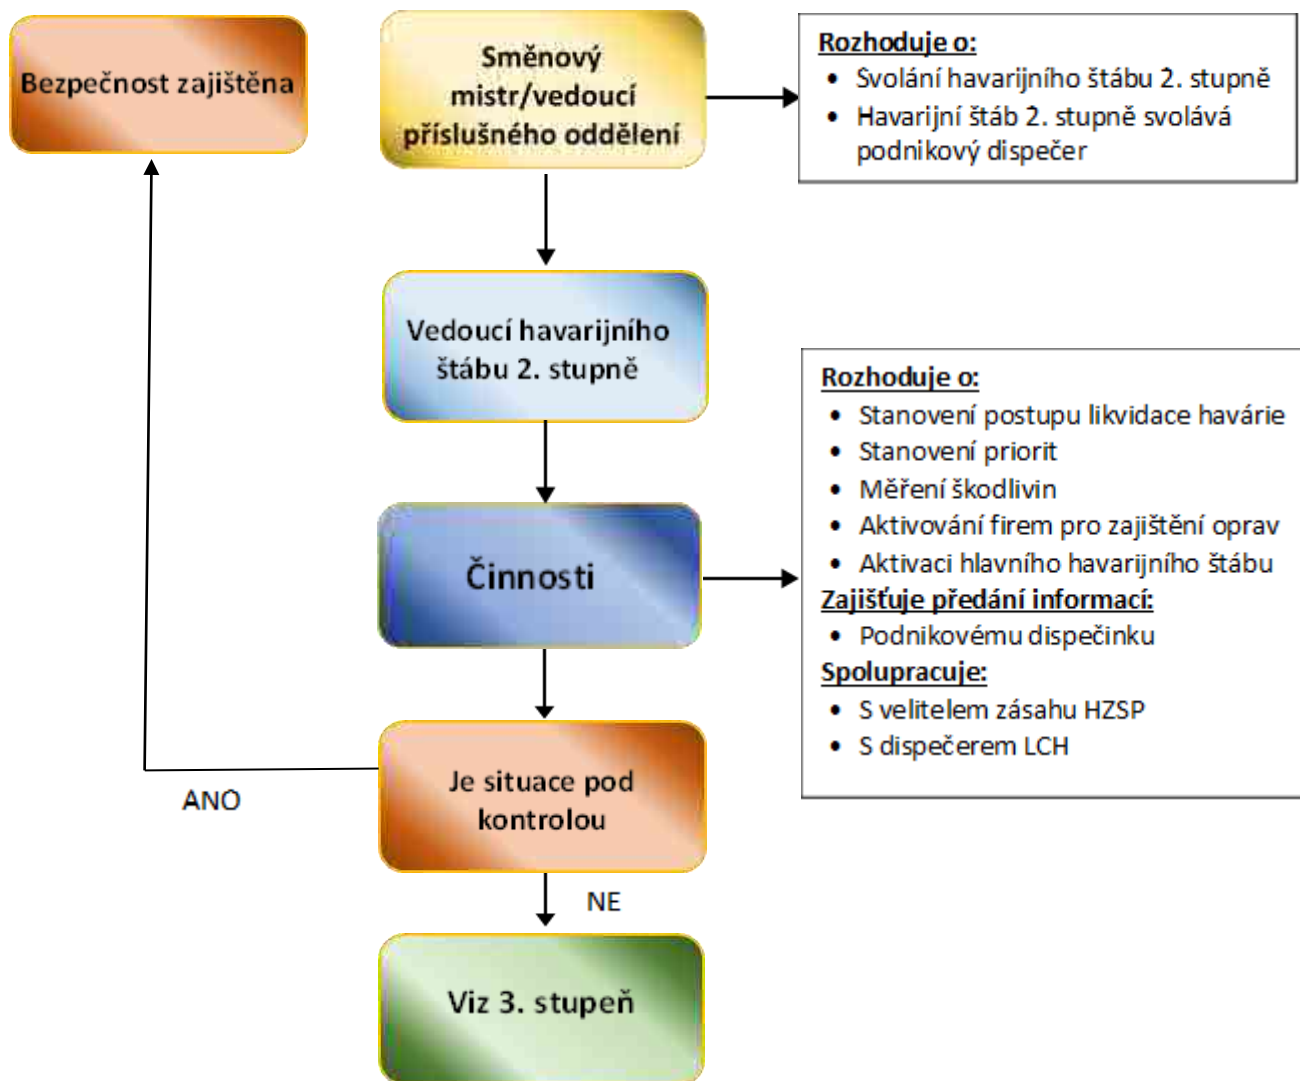 Bezpečnost zajištěna
Směnový
mistr/vedoucí
příslušného oddělení
Rozhoduje o:
• Svolání havarijního štábu 2. stupně
• Havarijní štáb 2. stupně svolává
podnikový dispečer
Vedoucí havarijního
štábu 2. stupně
Činnosti
Rozhoduje o:
• Stanovení postupu likvidace havárie
• Stanovení priorit
• Měření škodlivin
• Aktivování firem pro zajištění oprav
• Aktivaci hlavního havarijního štábu
Zajišťuje předání informací:
• Podnikovému dispečinku
Spolupracuje:
• S velitelem zásahu HZSP
• S dispečerem LCH
Je situace pod
kontrolou
ANO
NE
Viz 3. stupeň